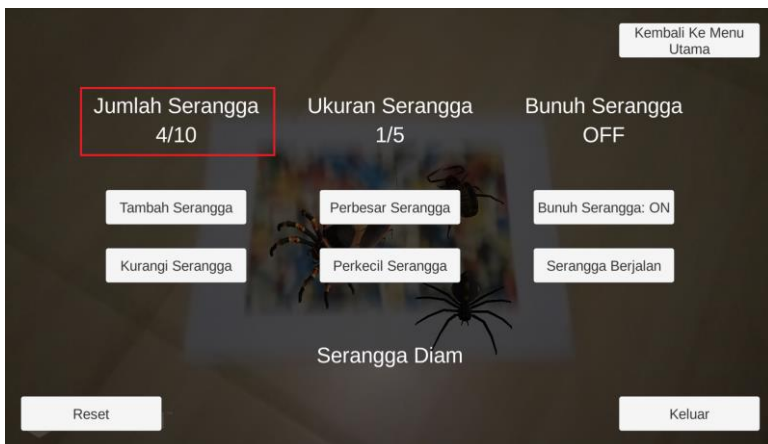 Kembali Ke Menu
Utama
Jumlah Serangga
4/10
Ukuran Serangga
1/5
Bunuh Serangga
OFF
Tambah Serangga
Perbesar Serangga
Bunuh Serangga: ON
Kurangi Serangga
Perkecil Serangga
Serangga Berjalan
Serangga Diam
Reset
Keluar